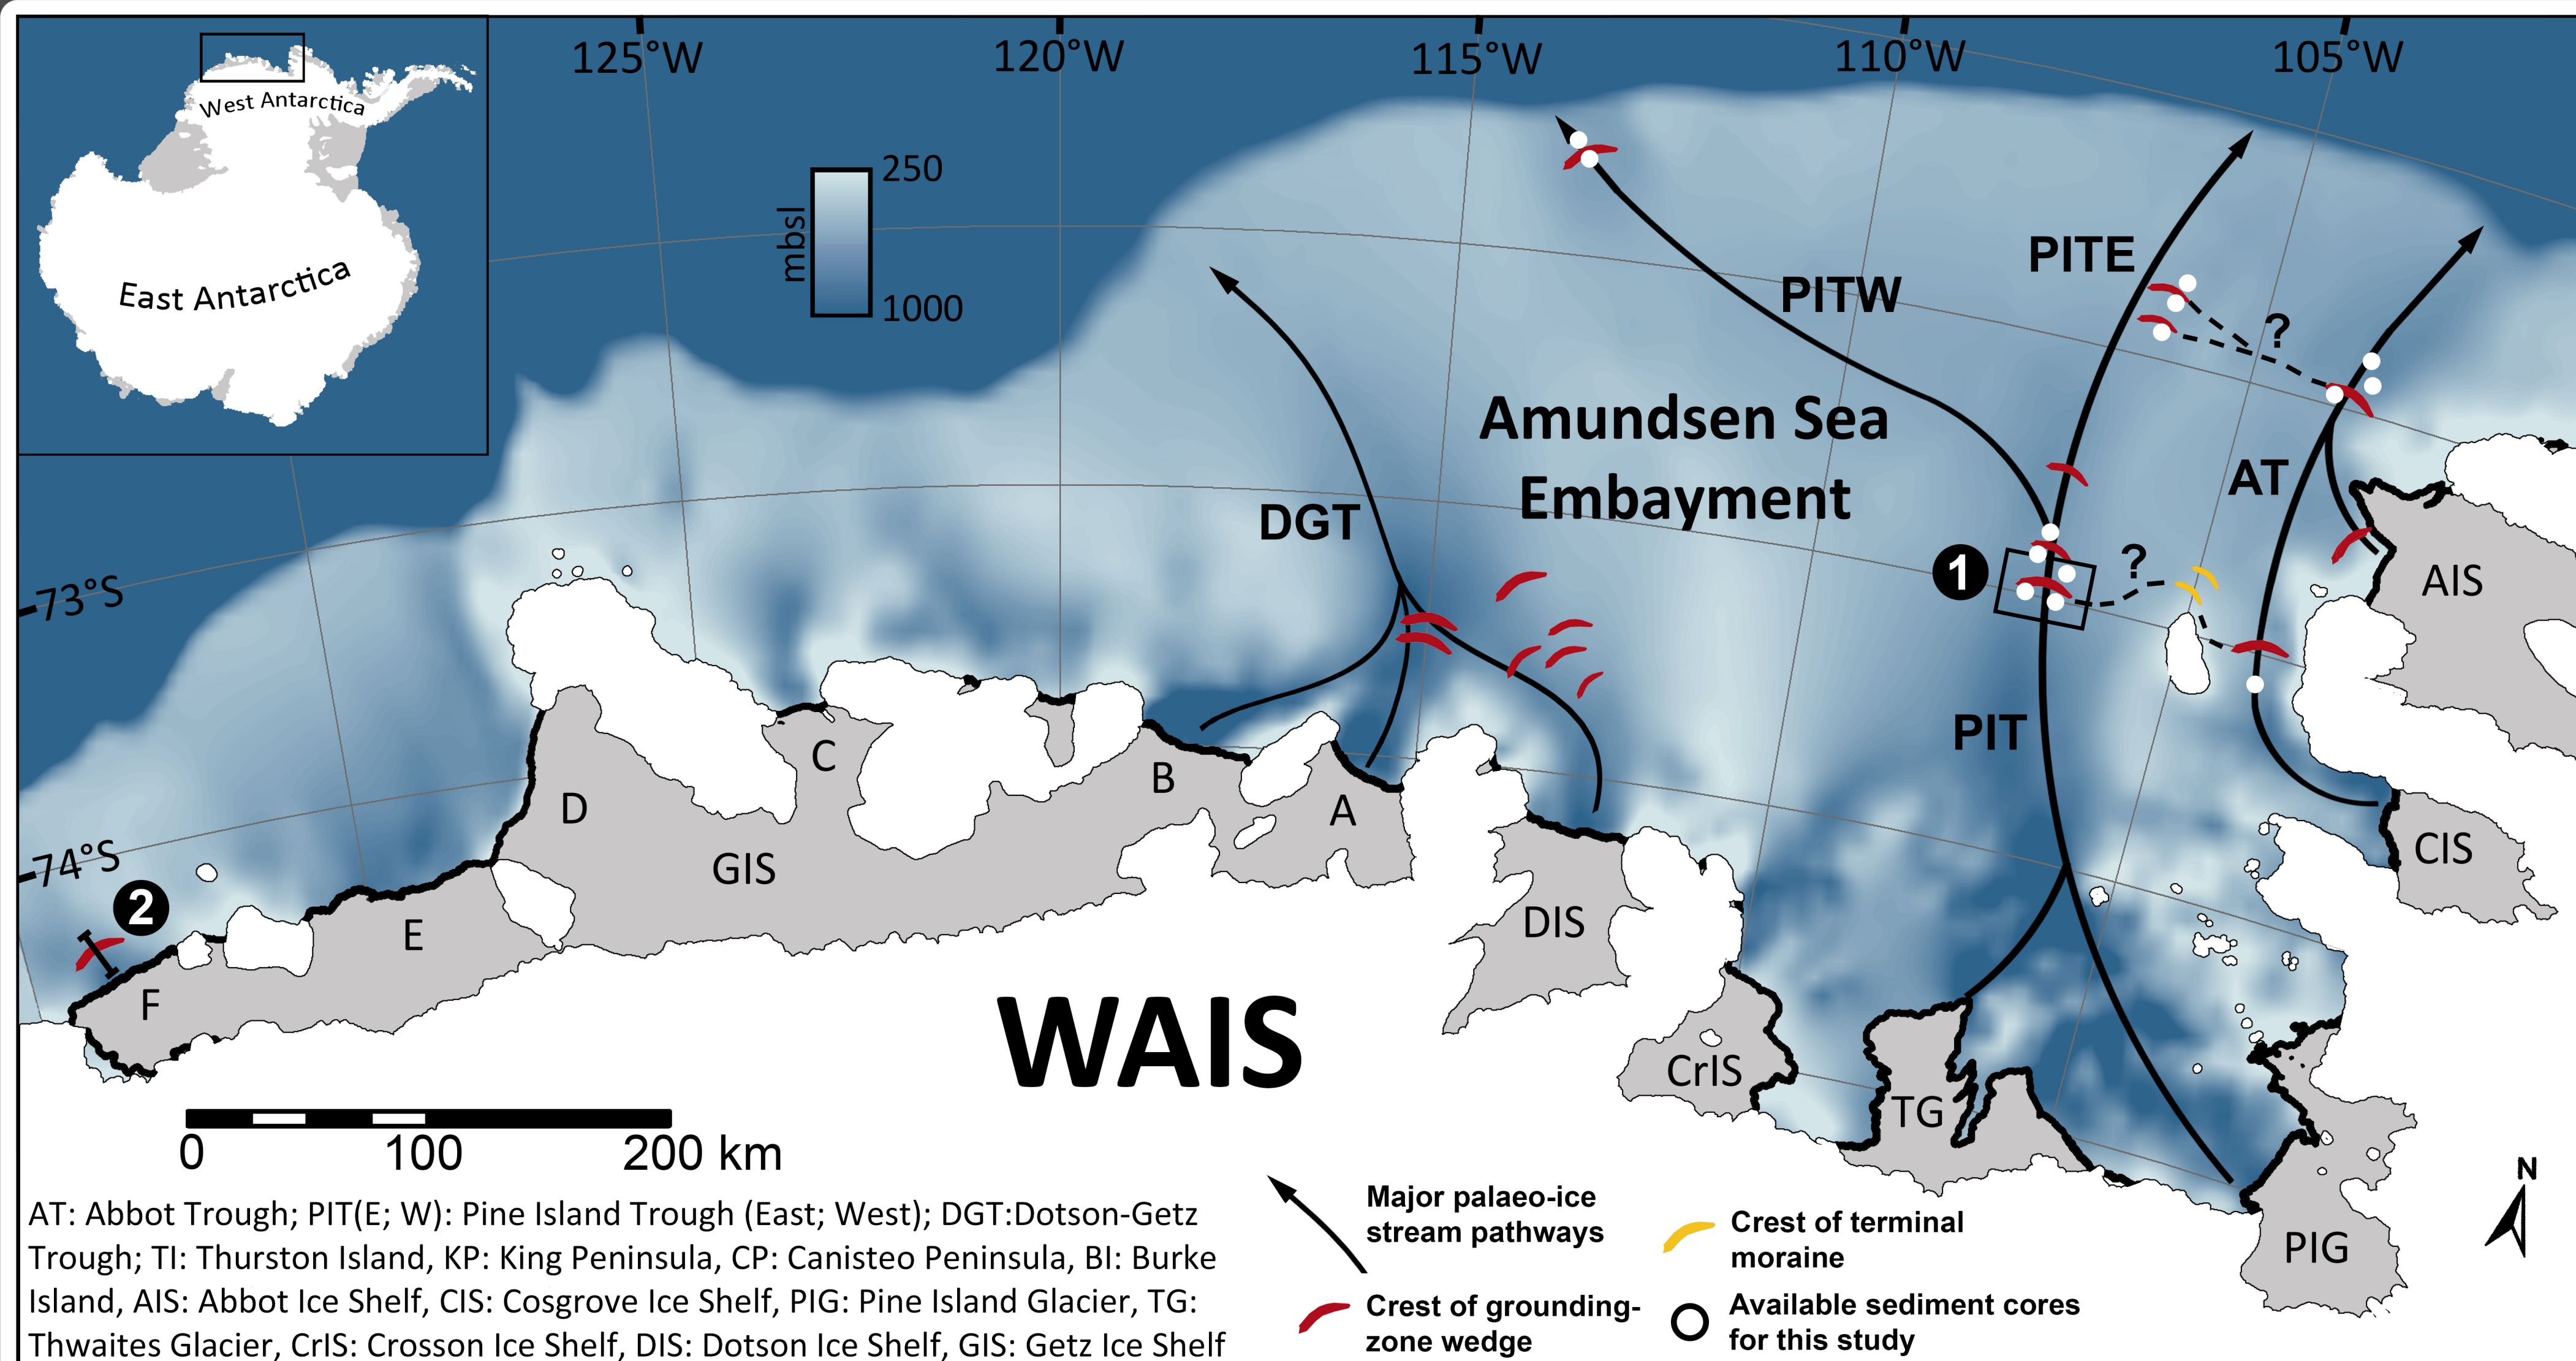 125°W
120°W
115°W
110°W
105°W
West Antarctica
East Antarctica
250
mbsl
1000
PITE
PITW
?
Amundsen Sea
Embayment
AT
DGT
?
1
AIS
73°S
PIT
C
B
A
D
CIS
GIS
74°S
2
DIS
E
F
WAIS
CrIS
TG
PIG
0 100 200 km
N
AT: Abbot Trough; PIT(E; W): Pine Island Trough (East; West); DGT:Dotson-Getz
Trough; TI: Thurston Island, KP: King Peninsula, CP: Canisteo Peninsula, BI: Burke
Island, AIS: Abbot Ice Shelf, CIS: Cosgrove Ice Shelf, PIG: Pine Island Glacier, TG:
Thwaites Glacier, CrIS: Crosson Ice Shelf, DIS: Dotson Ice Shelf, GIS: Getz Ice Shelf
Major palaeo-ice
stream pathways
Crest of grounding-
zone wedge
Crest of terminal
moraine
Available sediment cores
for this study